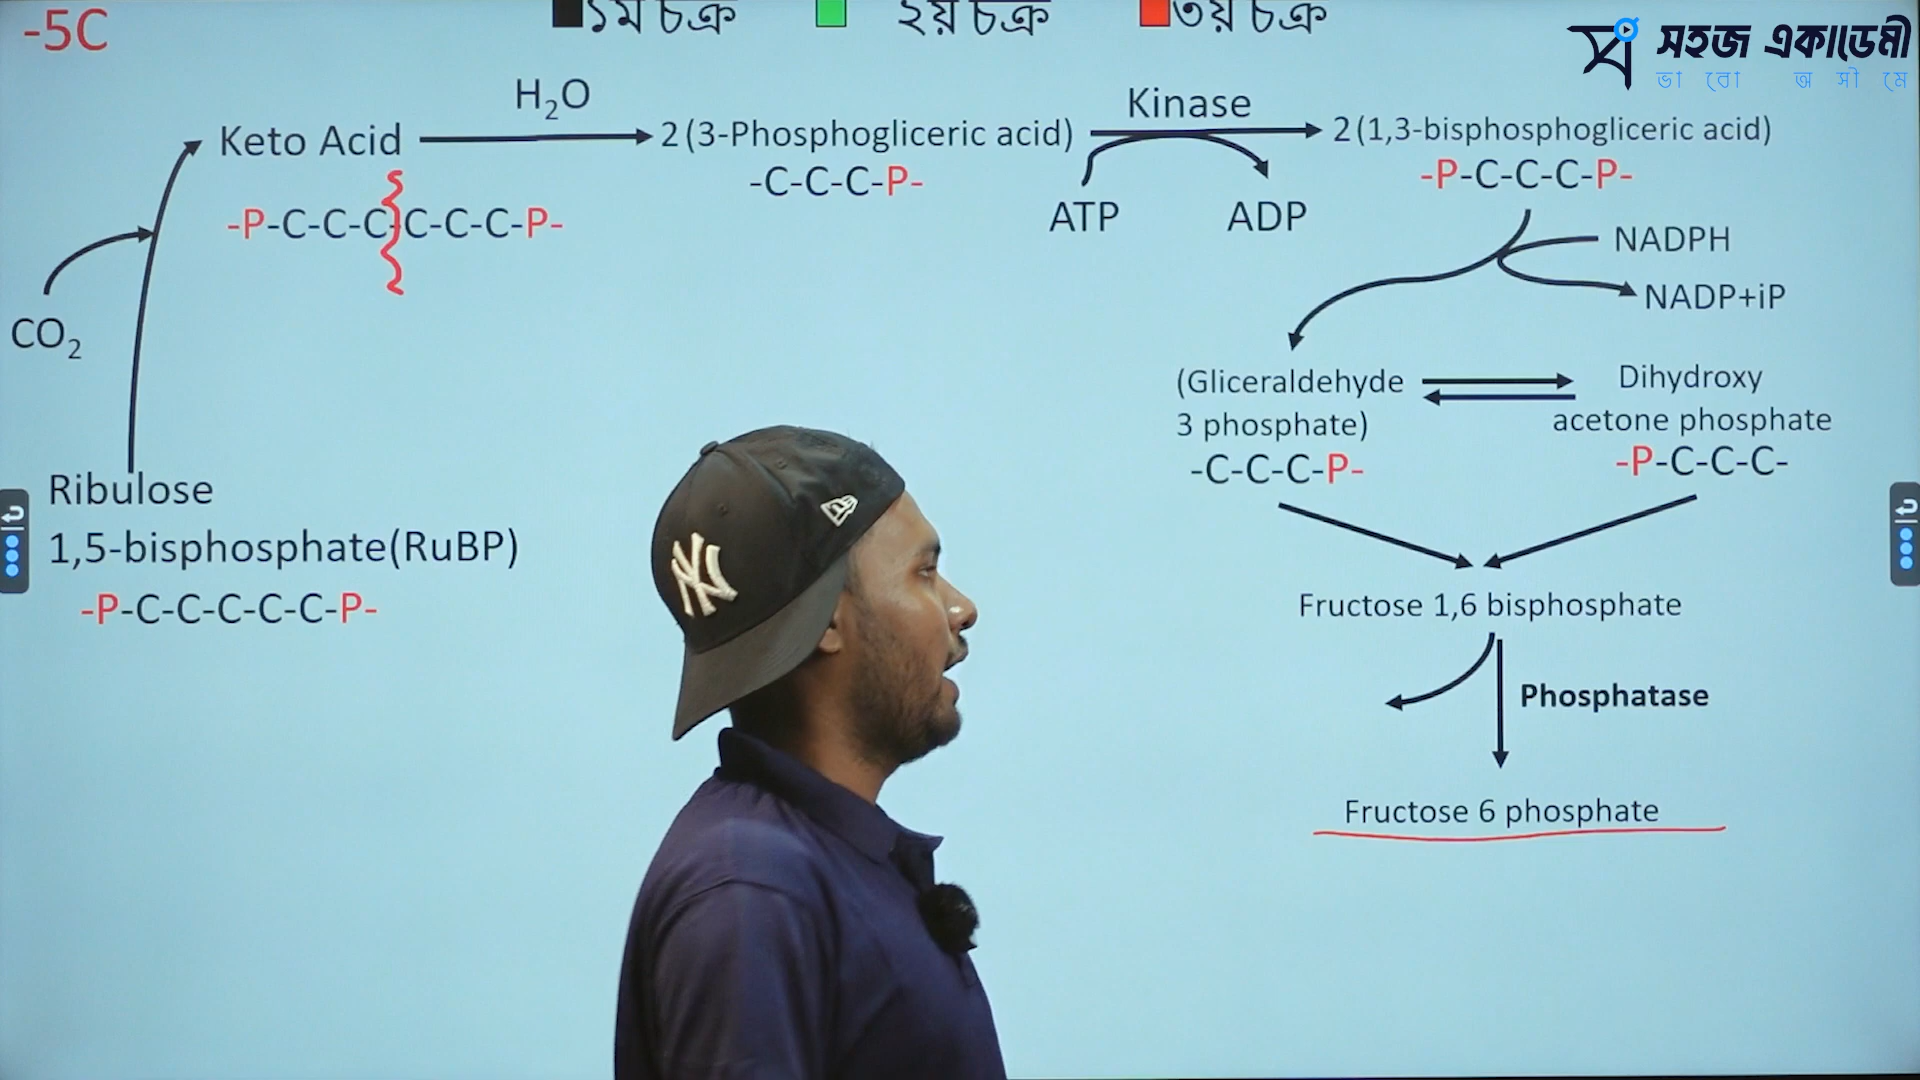 -5C
১ম চক্র
২য় চক্র
৩য় চক্র
সহজ একাডেমী
ভাবো অসীমে
H2O
Keto Acid
2(3-Phosphogliceric acid)
Kinase
2(1,3-bisphosphogliceric acid)
-P-C-C-C-C-C-C-P-
-C-C-C-P-
-P-C-C-C-P-
ATP
ADP
NADPH
NADP+iP
CO2
(Gliceraldehyde
3 phosphate)
-C-C-C-P-
Dihydroxy
acetone phosphate
-P-C-C-C-
Ribulose
1,5-bisphosphate(RuBP)
-P-C-C-C-C-C-P-
Fructose 1,6 bisphosphate
Phosphatase
Fructose 6 phosphate
NY